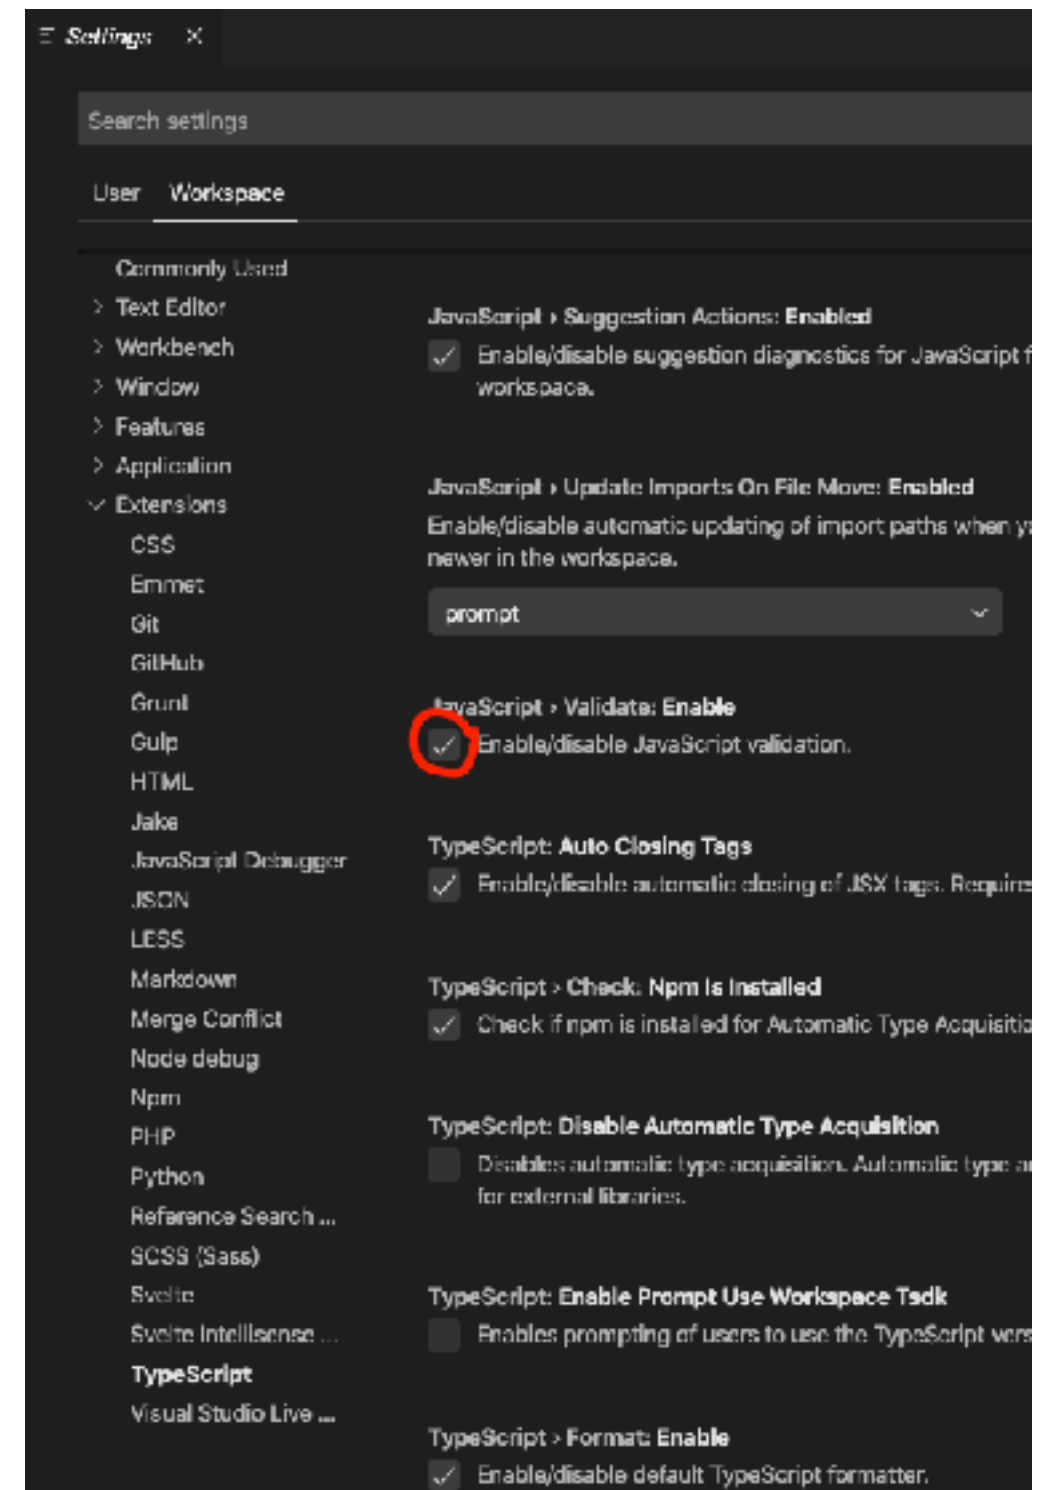 Settings
Search settings
User Workspace
Commonly Used
Text Editor
Workbench
Window
Features
Application
Extensions
CSS
Emmet
Git
GitHub
Grunt
Gulp
HTML
Jake
JavaScript Debugger
JSON
LESS
Markdown
Merge Conflict
Node debug
Npm
PHP
Python
Reference Search ...
SCSS (Sass)
Svelte
Svelte Intellisense ...
TypeScript
Visual Studio Live ...
JavaScript › Suggestion Actions: Enabled
Enable/disable suggestion diagnostics for JavaScript f
workspace.
JavaScript › Update Imports On File Move: Enabled
Enable/disable automatic updating of import paths when y
newer in the workspace.
prompt
JavaScript › Validate: Enable
Enable/disable JavaScript validation.
TypeScript: Auto Closing Tags
Enable/disable automatic closing of JSX tags. Require
TypeScript › Check: Npm Is Installed
Check if npm is installed for Automatic Type Acquisitio
TypeScript: Disable Automatic Type Acquisition
Disables automatic type acquisition. Automatic type a
for external libraries.
TypeScript: Enable Prompt Use Workspace Tsdk
Enables prompting of users to use the TypeScript vers
TypeScript › Format: Enable
Enable/disable default TypeScript formatter.